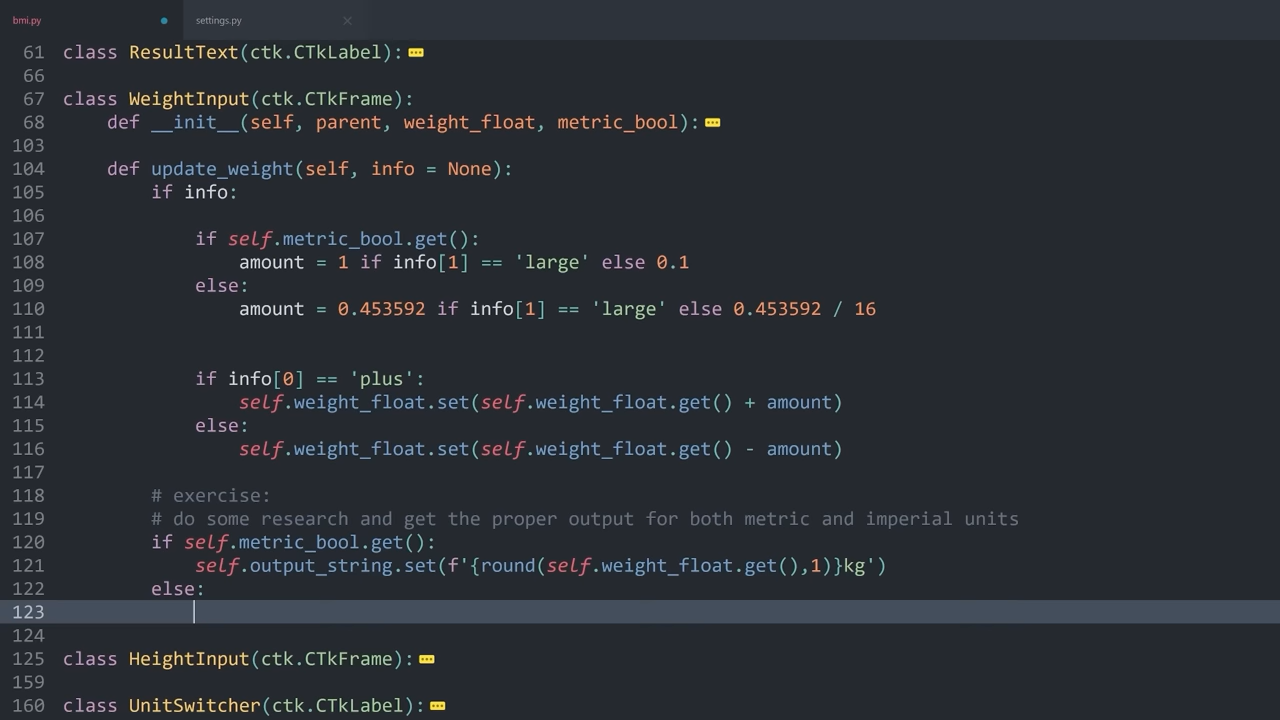 bmi.py settings.py
61 class ResultText(ctk.CTkLabel):
66
67 class WeightInput(ctk.CTkFrame):
68     def __init__(self, parent, weight_float, metric_bool):
103
104     def update_weight(self, info = None):
105         if info:
106
107             if self.metric_bool.get():
108                 amount = 1 if info[1] == 'large' else 0.1
109             else:
110                 amount = 0.453592 if info[1] == 'large' else 0.453592 / 16
111
112
113             if info[0] == 'plus':
114                 self.weight_float.set(self.weight_float.get() + amount)
115             else:
116                 self.weight_float.set(self.weight_float.get() - amount)
117
118         # exercise:
119         # do some research and get the proper output for both metric and imperial units
120         if self.metric_bool.get():
121             self.output_string.set(f'{round(self.weight_float.get(),1)}kg')
122         else:
123
124
125 class HeightInput(ctk.CTkFrame):
159
160 class UnitSwitcher(ctk.CTkLabel):